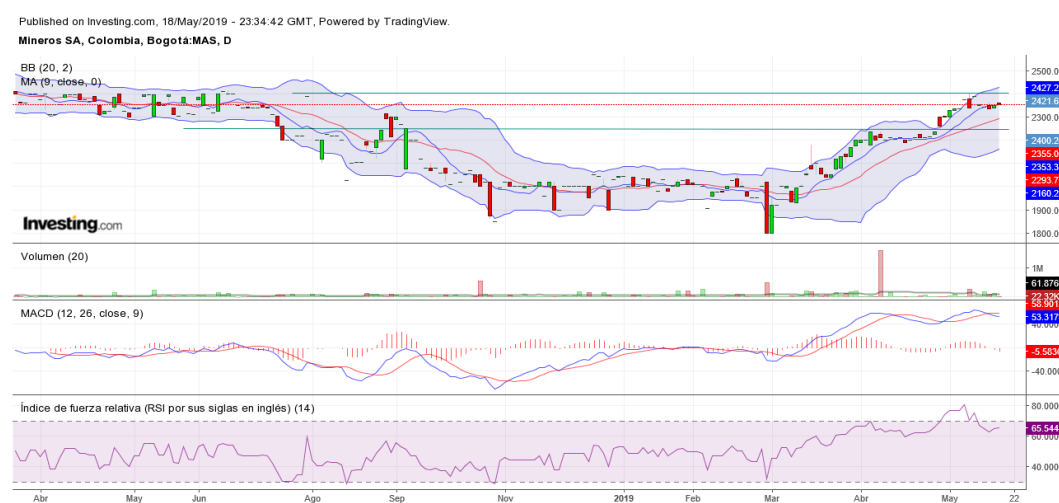 Published on Investing.com, 18/May/2019 - 23:34:42 GMT, Powered by TradingView.
Mineros SA, Colombia, Bogotá:MAS, D
BB (20, 2)
MA (9, close, 0)
2500.0
2427.2
2421.6
2300.0
2400.2
2355.0
2353.3
2293.7
2160.2
1900.0
1800.0
Investing.com
Volumen (20)
1M
61.876
22.32K
MACD (12, 26, close, 9)
58.901
53.317
40.000
-5.5836
-40.000
Índice de fuerza relativa (RSI por sus siglas en inglés) (14)
80.000
65.544
60.000
40.000
Abr May Jun Ago Sep Nov 2019 Feb Mar Abr May 22